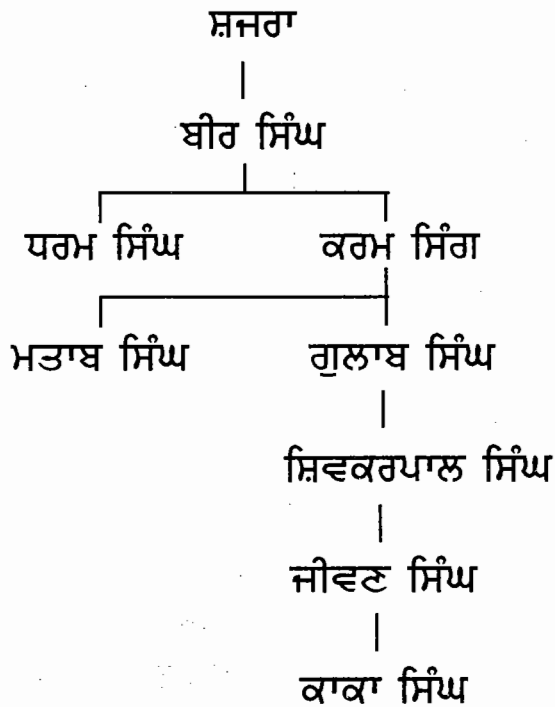 ਸ਼ਜਰਾ
ਬੀਰ ਸਿੰਘ
ਧਰਮ ਸਿੰਘ ਕਰਮ ਸਿੰਗ
ਮਤਾਬ ਸਿੰਘ ਗੁਲਾਬ ਸਿੰਘ
ਸ਼ਿਵਕਰਪਾਲ ਸਿੰਘ
ਜੀਵਣ ਸਿੰਘ
ਕਾਕਾ ਸਿੰਘ